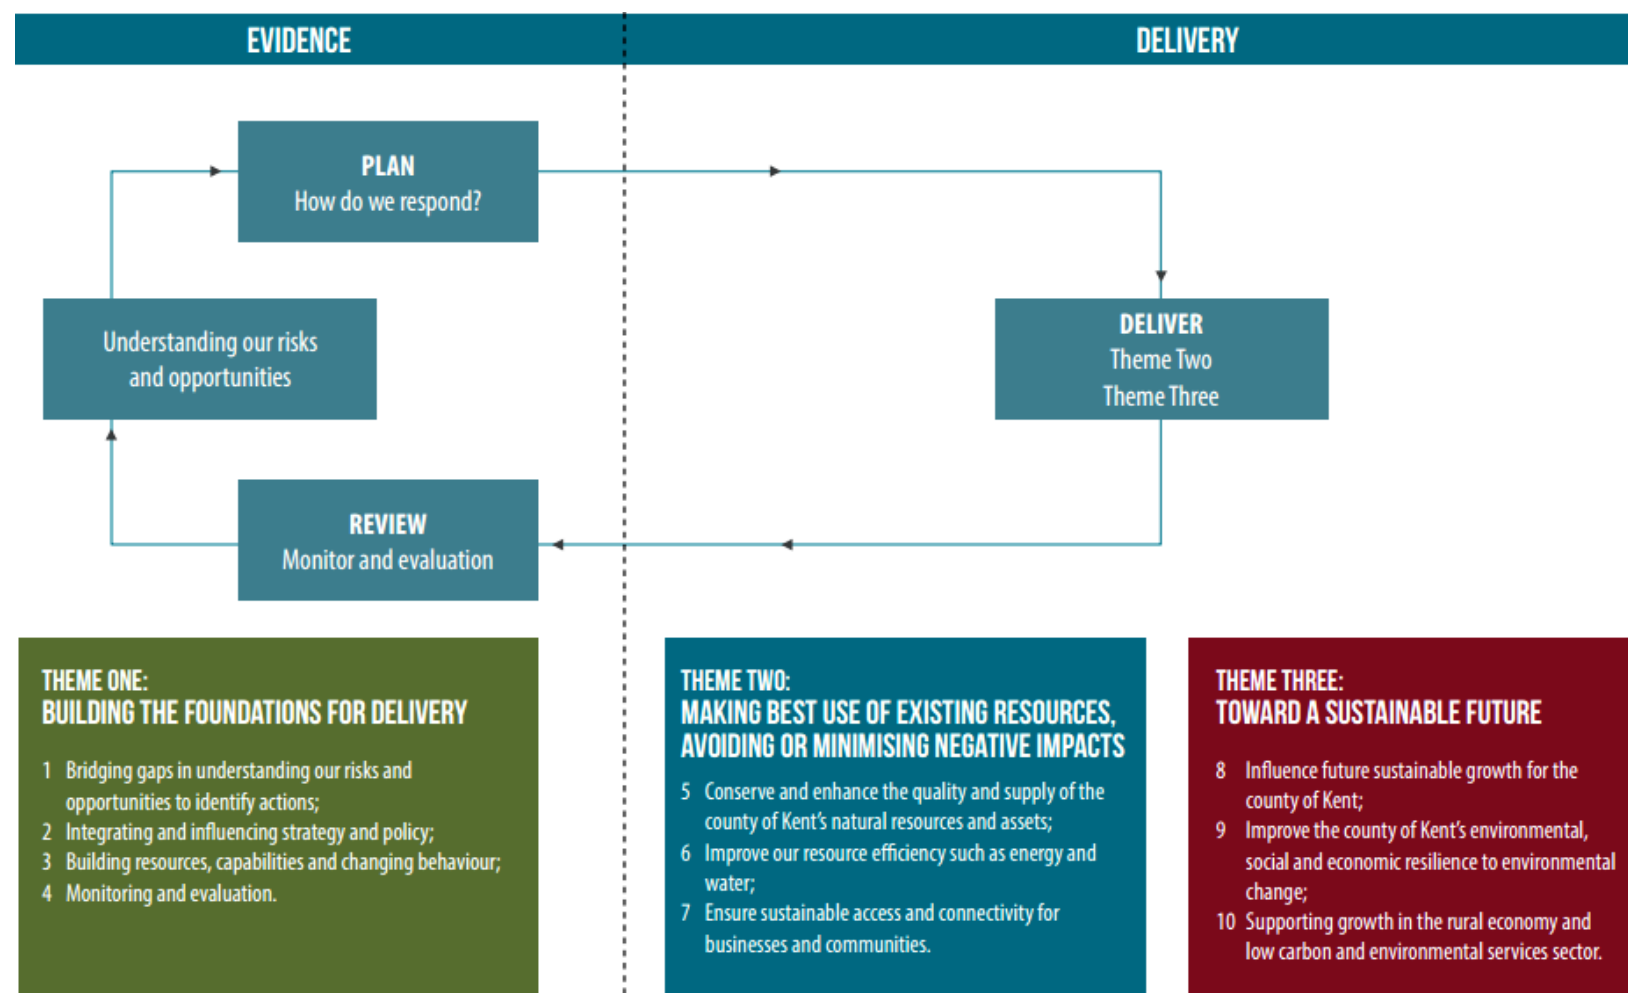 EVIDENCE
DELIVERY
PLAN
How do we respond?
Understanding our risks
and opportunities
DELIVER
Theme Two
Theme Three
REVIEW
Monitor and evaluation
THEME ONE:
BUILDING THE FOUNDATIONS FOR DELIVERY
1 Bridging gaps in understanding our risks and
opportunities to identify actions;
2 Integrating and influencing strategy and policy;
3 Building resources, capabilities and changing behaviour;
4 Monitoring and evaluation.
THEME TWO:
MAKING BEST USE OF EXISTING RESOURCES,
AVOIDING OR MINIMISING NEGATIVE IMPACTS
5 Conserve and enhance the quality and supply of the
county of Kent's natural resources and assets;
6 Improve our resource efficiency such as energy and
water;
7 Ensure sustainable access and connectivity for
businesses and communities.
THEME THREE:
TOWARD A SUSTAINABLE FUTURE
8 Influence future sustainable growth for the
county of Kent;
9 Improve the county of Kent's environmental,
social and economic resilience to environmental
change;
10 Supporting growth in the rural economy and
low carbon and environmental services sector.